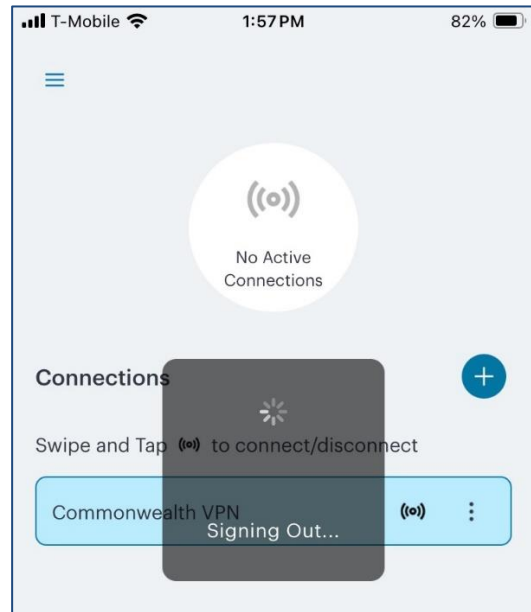 T-Mobile 1:57 PM 82%
No Active
Connections
Connections
Swipe and Tap to connect/disconnect
Commonwealth VPN
Signing Out...